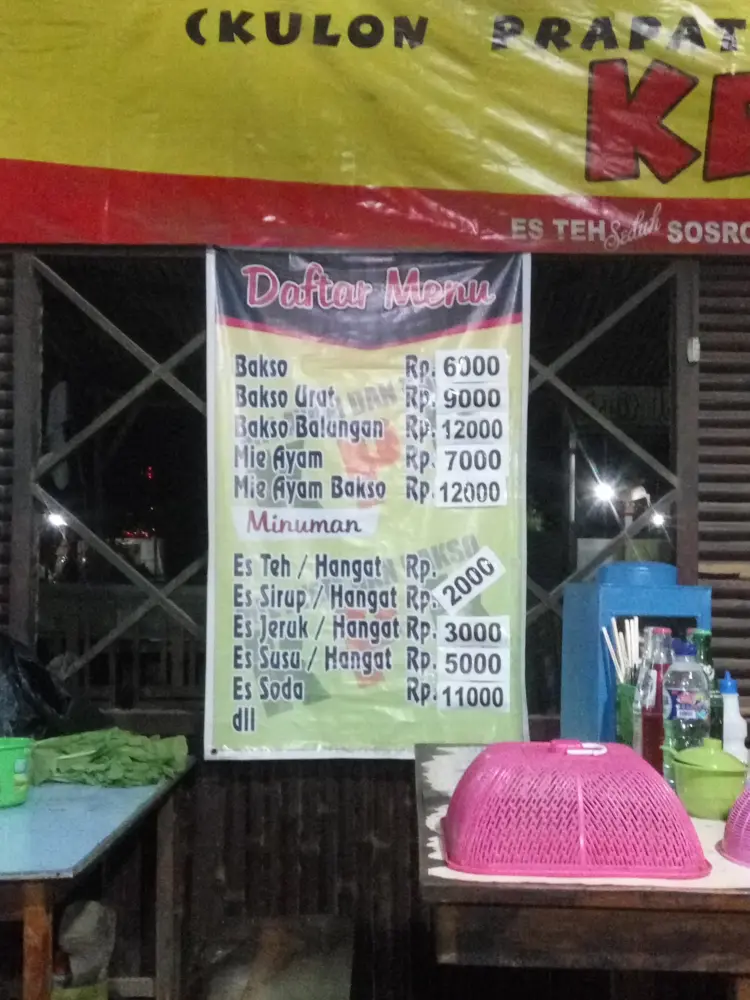 (KULON PRAPAT
ES TEH Seduh SOSRO
Daftar Menu
Bakso Rp. 6000
Bakso Urat Rp. 9000
Bakso Balungan Rp. 12000
Mie Ayam Rp. 7000
Mie Ayam Bakso Rp. 12000
Minuman
Es Teh / Hangat Rp.
Es Sirup / Hangat Rp. 2000
Es Jeruk / Hangat Rp. 3000
Es Susu / Hangat Rp. 5000
Es Soda Rp. 11000
dll